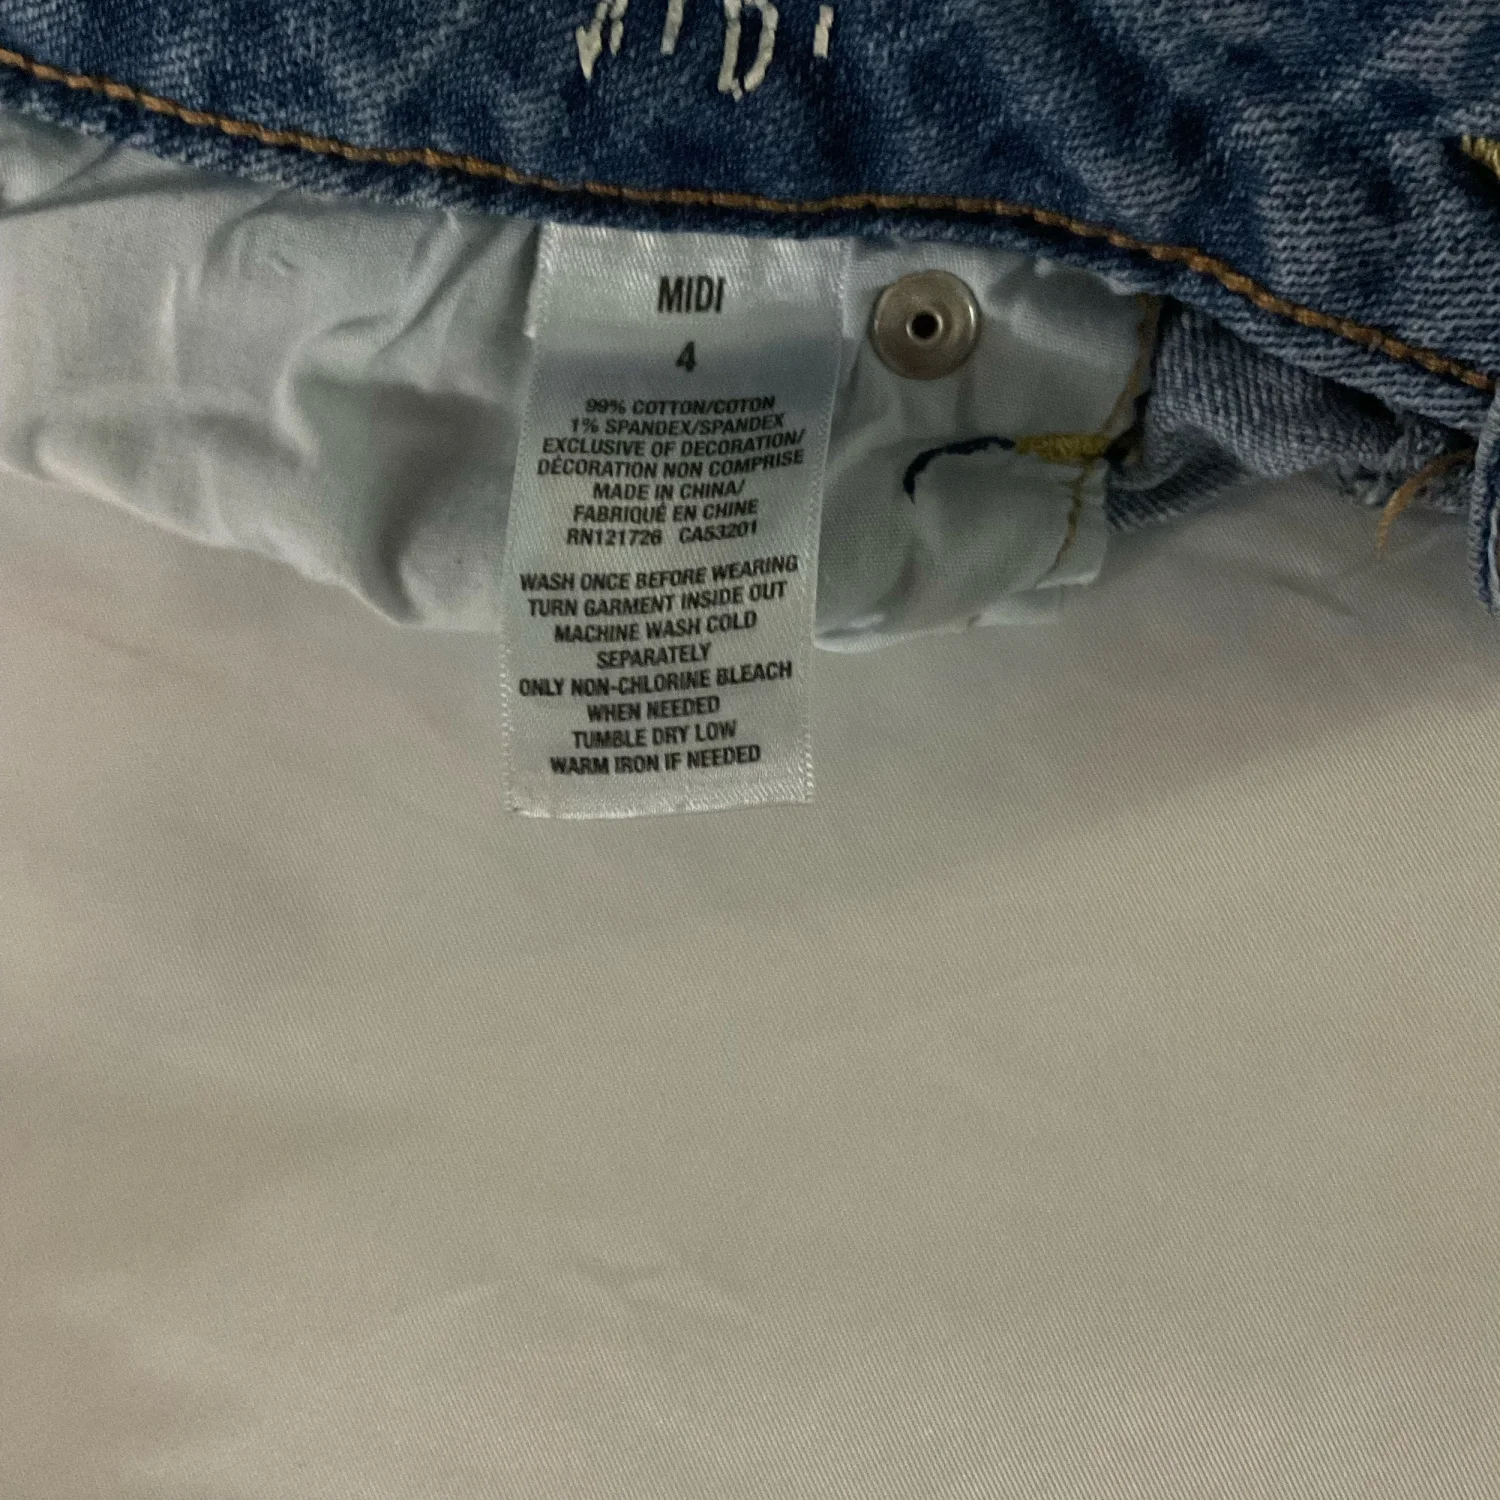 MIDI
4
99% COTTON/COTON
1% SPANDEX/SPANDEX
EXCLUSIVE OF DECORATION/
DÉCORATION NON COMPRISE
MADE IN CHINA/
FABRIQUÉ EN CHINE
RN121726 CA53201
WASH ONCE BEFORE WEARING
TURN GARMENT INSIDE OUT
MACHINE WASH COLD
SEPARATELY
ONLY NON-CHLORINE BLEACH
WHEN NEEDED
TUMBLE DRY LOW
WARM IRON IF NEEDED